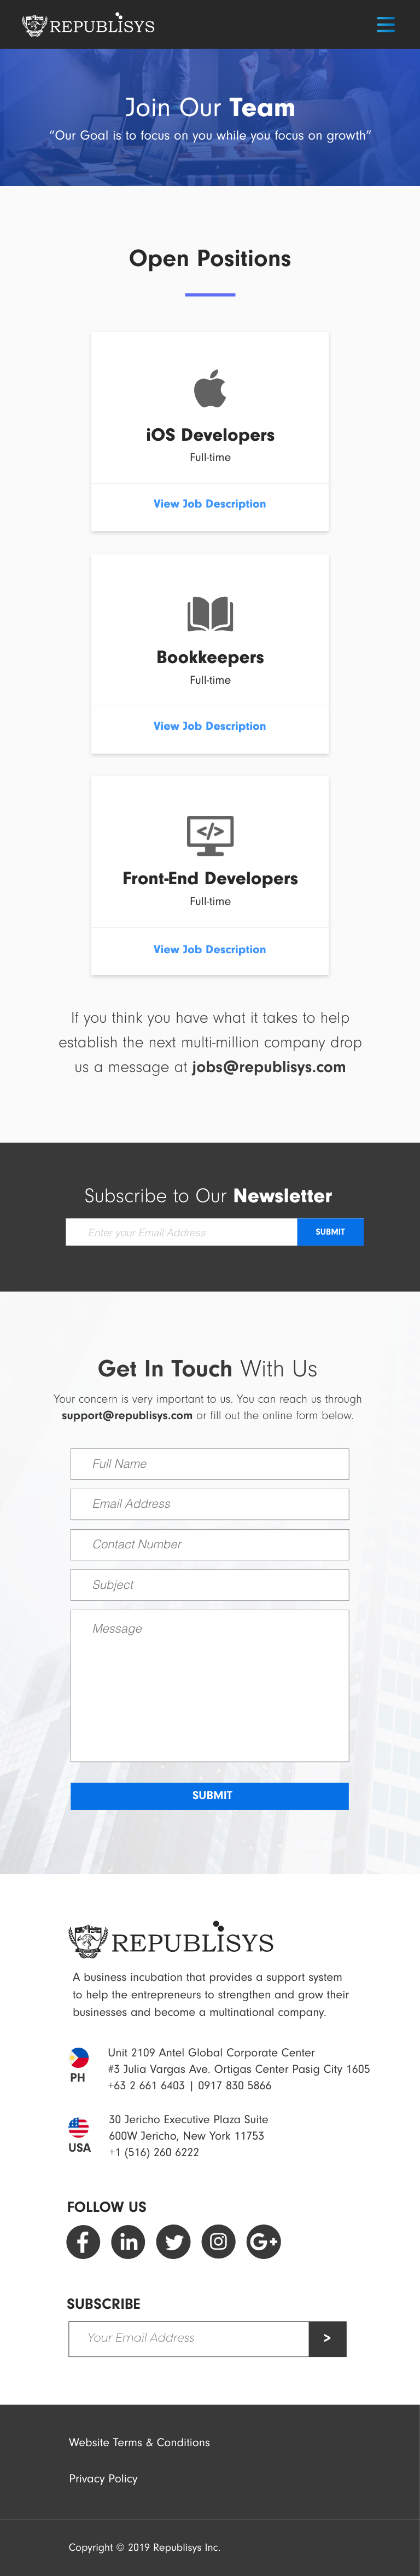 REPUBLISYS
Join Our Team
“Our Goal is to focus on you while you focus on growth”
Open Positions
iOS Developers
Full-time
View Job Description
Bookkeepers
Full-time
View Job Description
</>
Front-End Developers
Full-time
View Job Description
If you think you have what it takes to help
establish the next multi-million company drop
us a message at jobs@republisys.com
Subscribe to Our Newsletter
Enter your Email Address
SUBMIT
Get In Touch With Us
Your concern is very important to us. You can reach us through
support@republisys.com or fill out the online form below.
Full Name
Email Address
Contact Number
Subject
Message
SUBMIT
REPUBLISYS
A business incubation that provides a support system
to help the entrepreneurs to strengthen and grow their
businesses and become a multinational company.
PH
Unit 2109 Antel Global Corporate Center
#3 Julia Vargas Ave. Ortigas Center Pasig City 1605
+63 2 661 6403 | 0917 830 5866
USA
30 Jericho Executive Plaza Suite
600W Jericho, New York 11753
+1 (516) 260 6222
FOLLOW US
f in G+
SUBSCRIBE
Your Email Address
>
Website Terms & Conditions
Privacy Policy
Copyright © 2019 Republisys Inc.